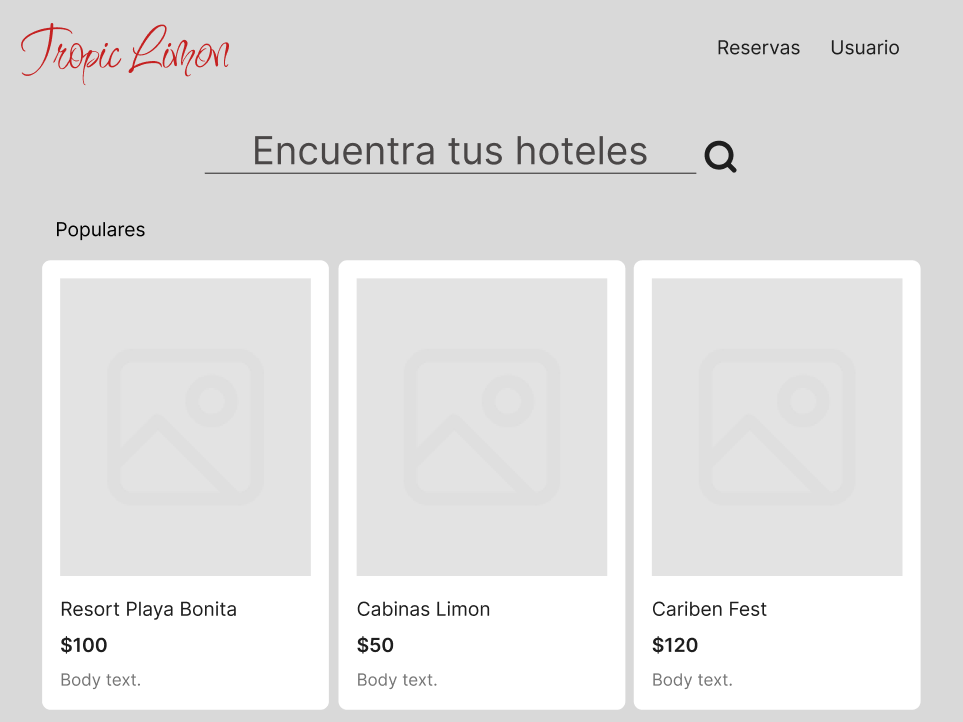 Tropic Limon
Reservas
Usuario
Encuentra tus hoteles
Populares
Resort Playa Bonita
$100
Body text.
Cabinas Limon
$50
Body text.
Cariben Fest
$120
Body text.